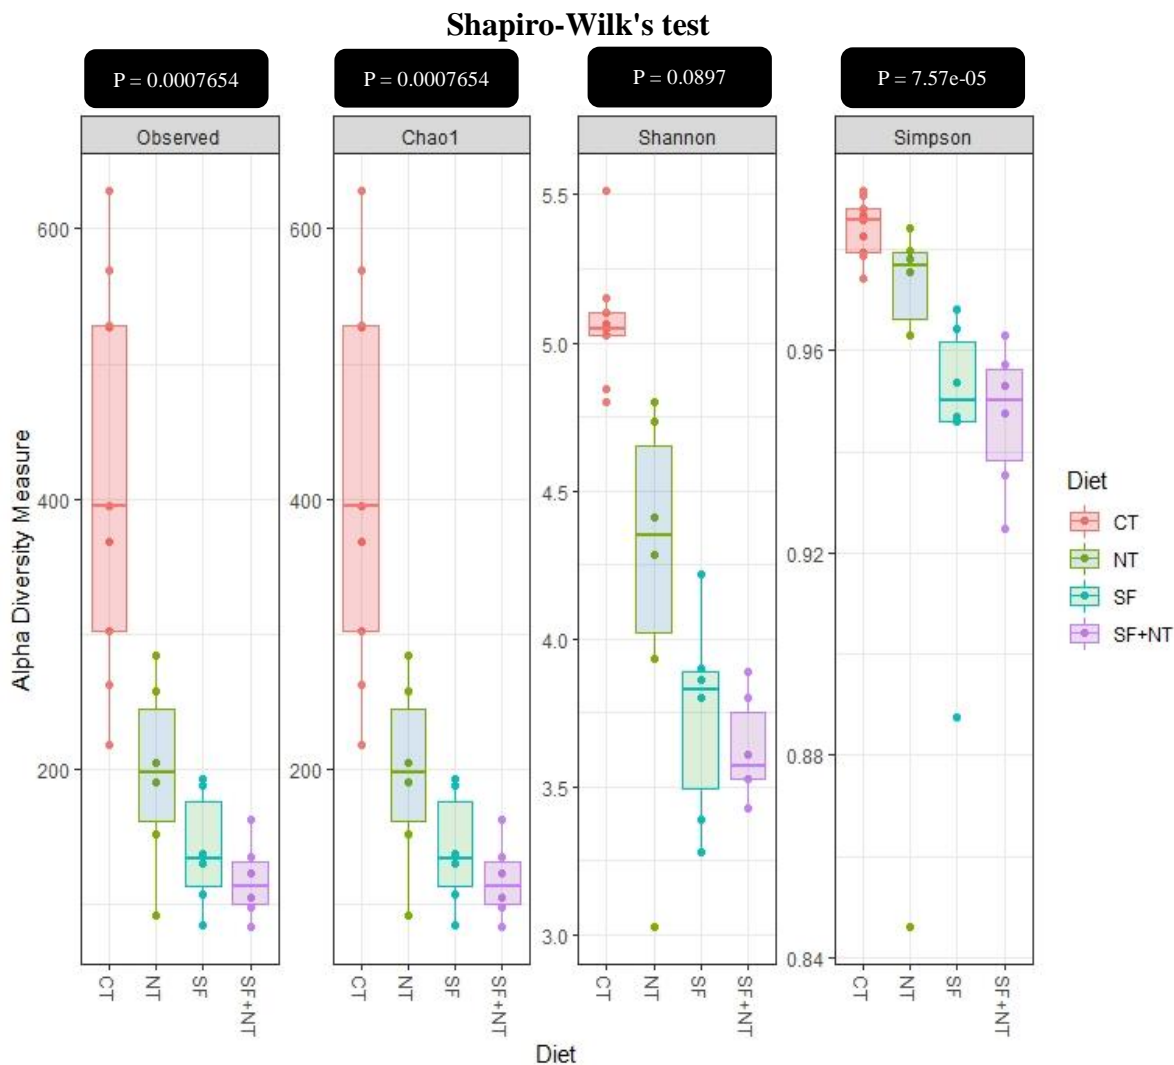 Shapiro-Wilk's test
P = 0.0007654
P = 0.0007654
P = 0.0897
P = 7.57e-05
Observed
Chao1
Shannon
Simpson
Alpha Diversity Measure
600
400
200
600
400
200
5.5
5.0
4.5
4.0
3.5
3.0
0.96
0.92
0.88
0.84
CT
NT
SF
SF+NT
CT
NT
SF
SF+NT
CT
NT
SF
SF+NT
CT
NT
SF
SF+NT
Diet
Diet
CT
NT
SF
SF+NT